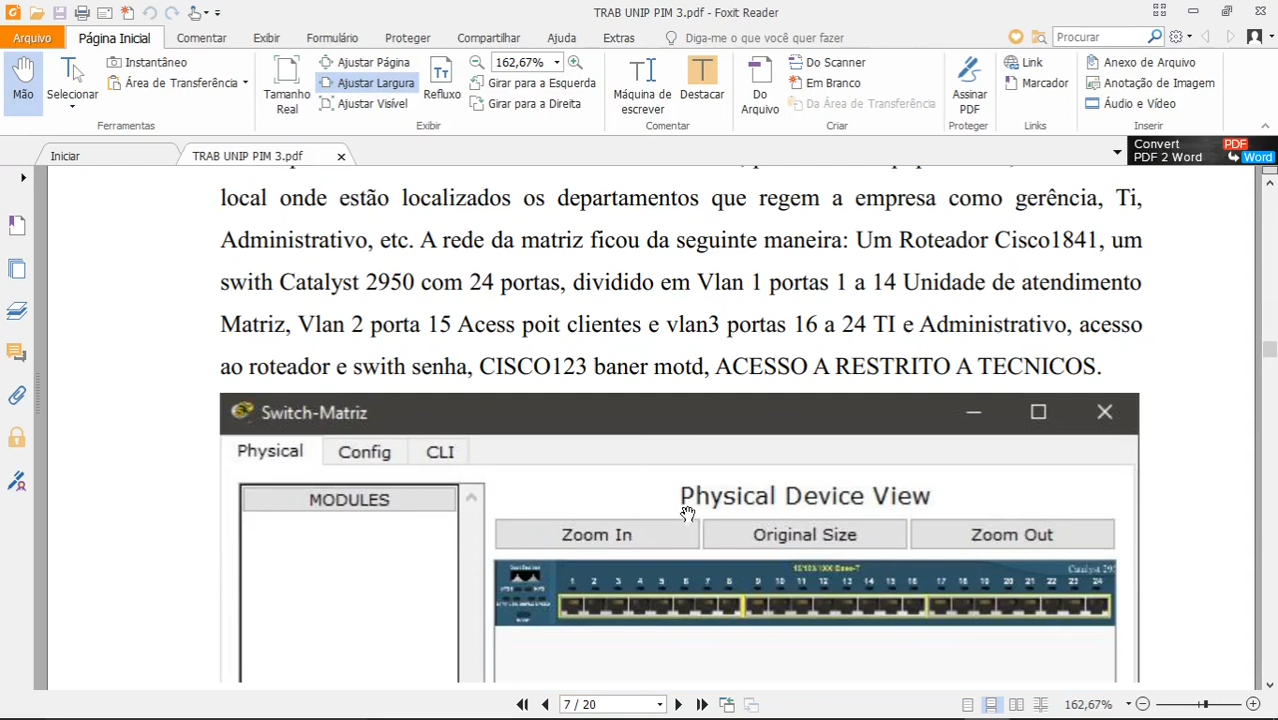 TRAB UNIP PIM 3.pdf - Foxit Reader
Arquivo Página Inicial Comentar Exibir Formulário Proteger Compartilhar Ajuda Extras Diga-me o que você quer fazer Procurar
Mão
Selecionar
Instantâneo
Área de Transferência
Ferramentas
Tamanho Real
Ajustar Página
Ajustar Largura
Ajustar Visível
Refluxo
162,67%
Girar para a Esquerda
Girar para a Direita
Exibir
Máquina de escrever
Destacar
Comentar
Do Arquivo
Do Scanner
Em Branco
Da Área de Transferência
Criar
Assinar PDF
Proteger
Link
Marcador
Links
Anexo de Arquivo
Anotação de Imagem
Áudio e Vídeo
Inserir
Iniciar TRAB UNIP PIM 3.pdf
Convert PDF
PDF 2 Word Word
local onde estão localizados os departamentos que regem a empresa como gerência, Ti,
Administrativo, etc. A rede da matriz ficou da seguinte maneira: Um Roteador Cisco1841, um
swith Catalyst 2950 com 24 portas, dividido em Vlan 1 portas 1 a 14 Unidade de atendimento
Matriz, Vlan 2 porta 15 Acess poit clientes e vlan3 portas 16 a 24 TI e Administrativo, acesso
ao roteador e swith senha, CISCO123 baner motd, ACESSO A RESTRITO A TECNICOS.
Switch-Matriz
Physical Config CLI
MODULES
Physical Device View
Zoom In Original Size Zoom Out
1 2 3 4 5 6 7 8 9 10 11 12 13 14 15 16 17 18 19 20 21 22 23 24
7 / 20
162,67%